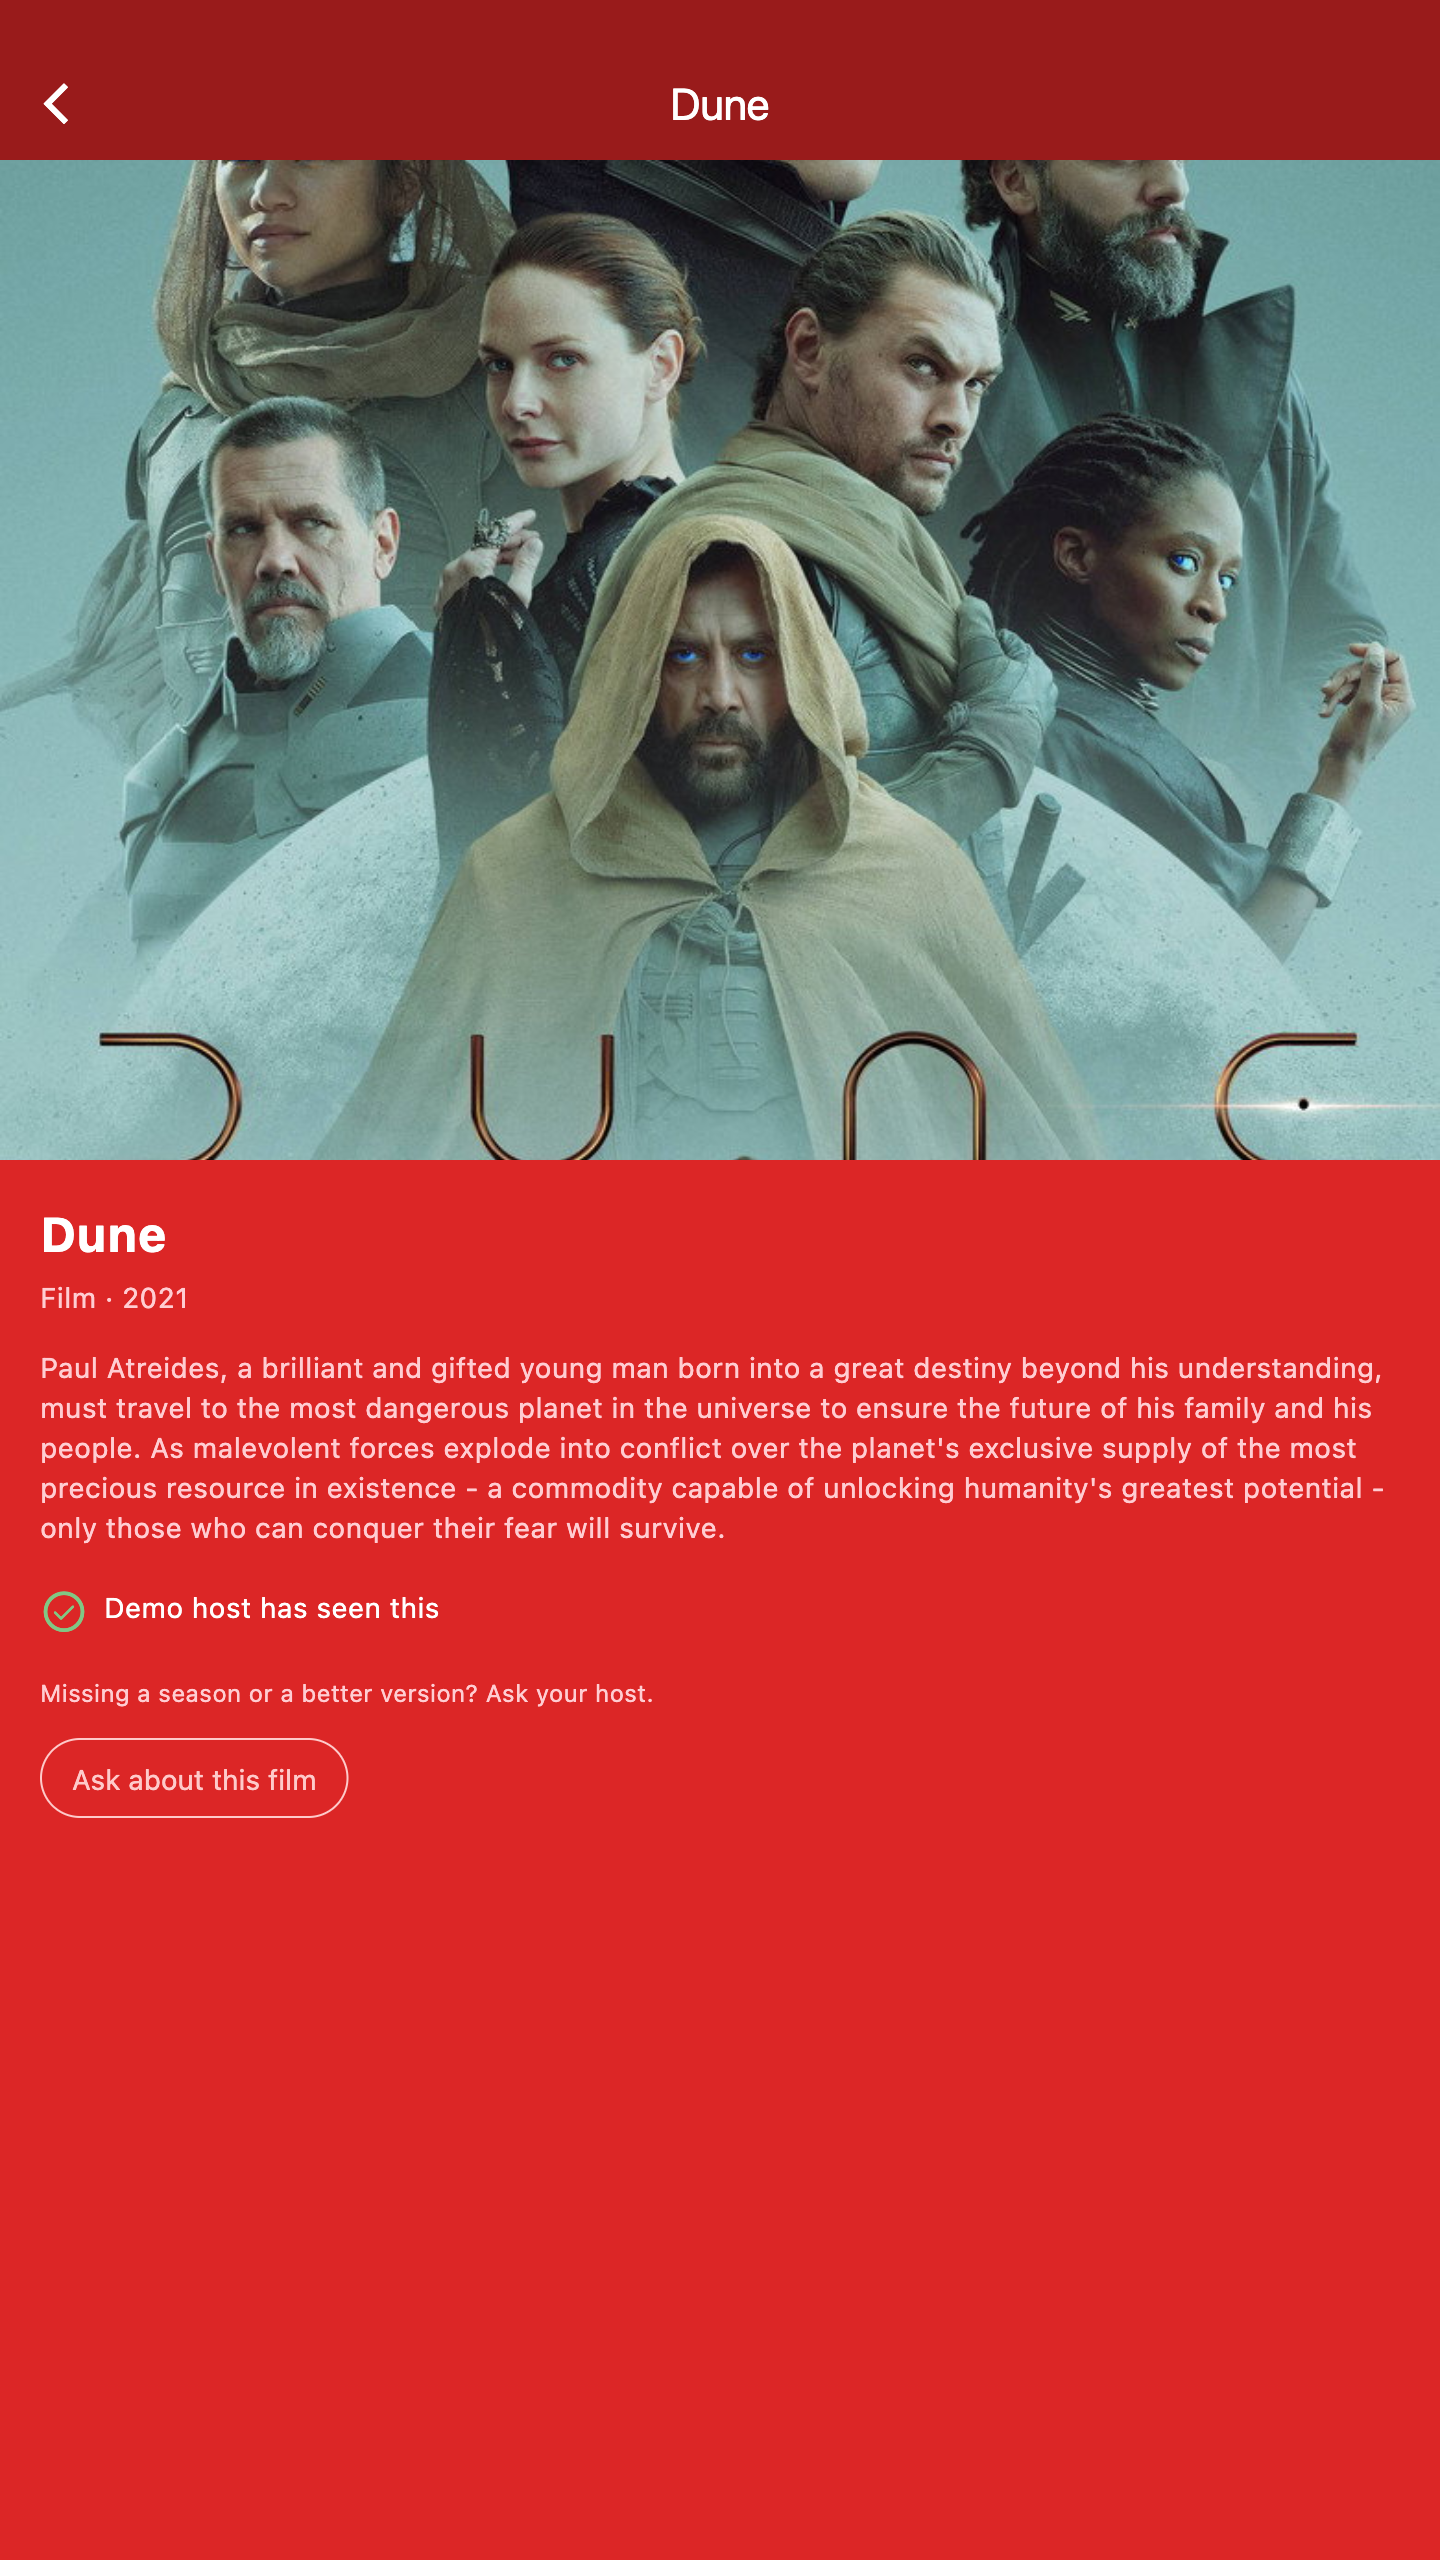 Dune
DUNE
Dune
Film · 2021
Paul Atreides, a brilliant and gifted young man born into a great destiny beyond his understanding,
must travel to the most dangerous planet in the universe to ensure the future of his family and his
people. As malevolent forces explode into conflict over the planet's exclusive supply of the most
precious resource in existence - a commodity capable of unlocking humanity's greatest potential -
only those who can conquer their fear will survive.
Demo host has seen this
Missing a season or a better version? Ask your host.
Ask about this film